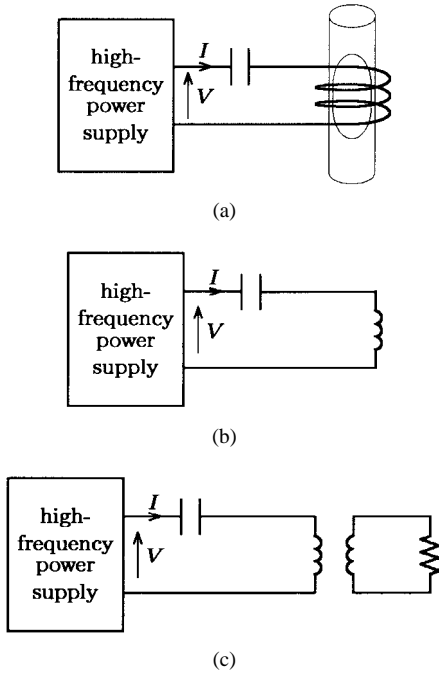 high-
frequency
power
supply
I
V
(a)
high-
frequency
power
supply
I
V
(b)
high-
frequency
power
supply
I
V
(c)